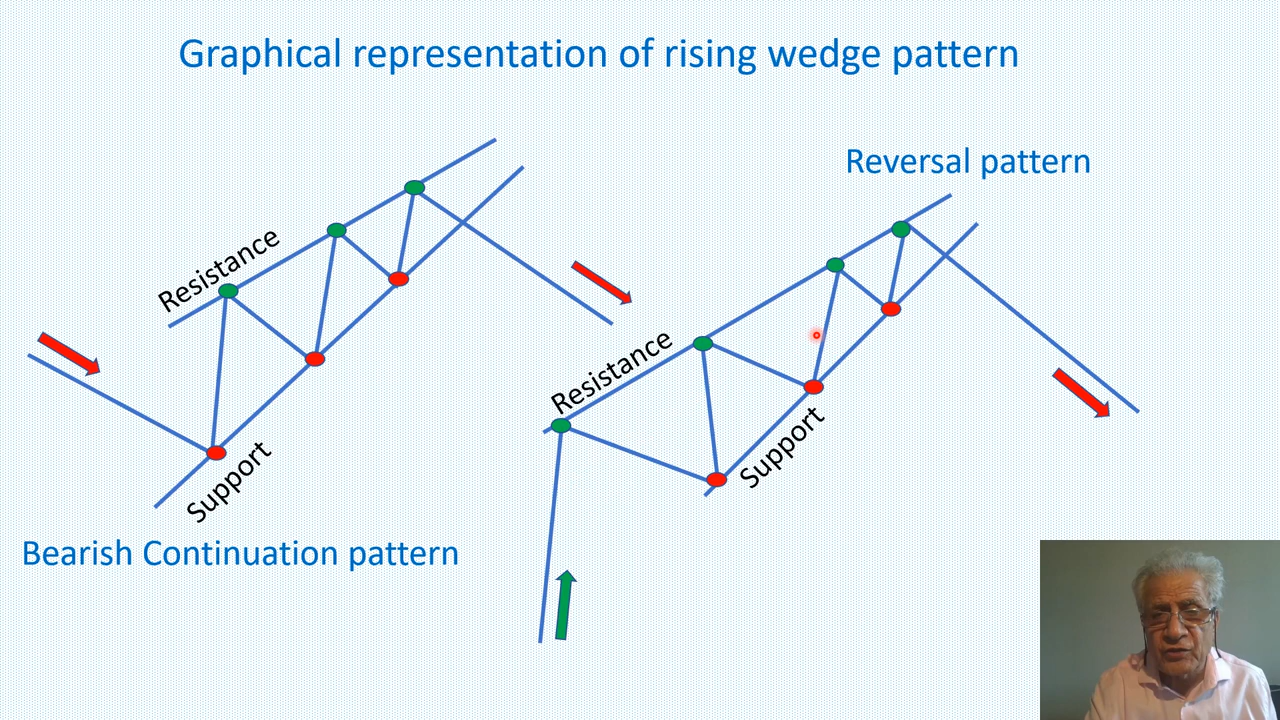 Graphical representation of rising wedge pattern
Reversal pattern
Resistance
Resistance
Support
Support
Bearish Continuation pattern